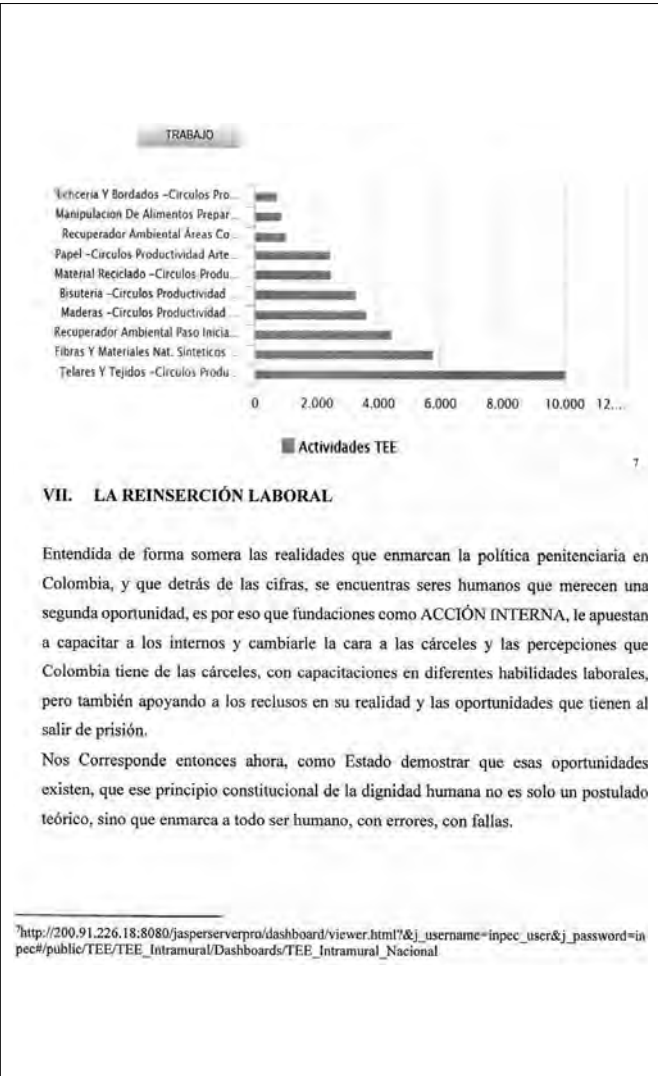 TRABAJO
Lenceria Y Bordados -Circulos Pro...
Manipulacion De Alimentos Prepar...
Recuperador Ambiental Áreas Co...
Papel -Circulos Productividad Arte...
Material Reciclado -Circulos Produ...
Bisuteria -Circulos Productividad ...
Maderas -Circulos Productividad ...
Recuperador Ambiental Paso Inicia...
Fibras Y Materiales Nat. Sinteticos ...
Telares Y Tejidos -Circulos Produ...
0 2.000 4.000 6.000 8.000 10.000 12....
Actividades TEE
7
VII. LA REINSERCIÓN LABORAL
Entendida de forma somera las realidades que enmarcan la política penitenciaria en
Colombia, y que detrás de las cifras, se encuentras seres humanos que merecen una
segunda oportunidad, es por eso que fundaciones como ACCIÓN INTERNA, le apuestan
a capacitar a los internos y cambiarle la cara a las cárceles y las percepciones que
Colombia tiene de las cárceles, con capacitaciones en diferentes habilidades laborales,
pero también apoyando a los reclusos en su realidad y las oportunidades que tienen al
salir de prisión.
Nos Corresponde entonces ahora, como Estado demostrar que esas oportunidades
existen, que ese principio constitucional de la dignidad humana no es solo un postulado
teórico, sino que enmarca a todo ser humano, con errores, con fallas.
7http://200.91.226.18:8080/jasperserverpro/dashboard/viewer.html?&j_username=inpec_user&j_password=in
pec#/public/TEE/TEE_Intramural/Dashboards/TEE_Intramural_Nacional